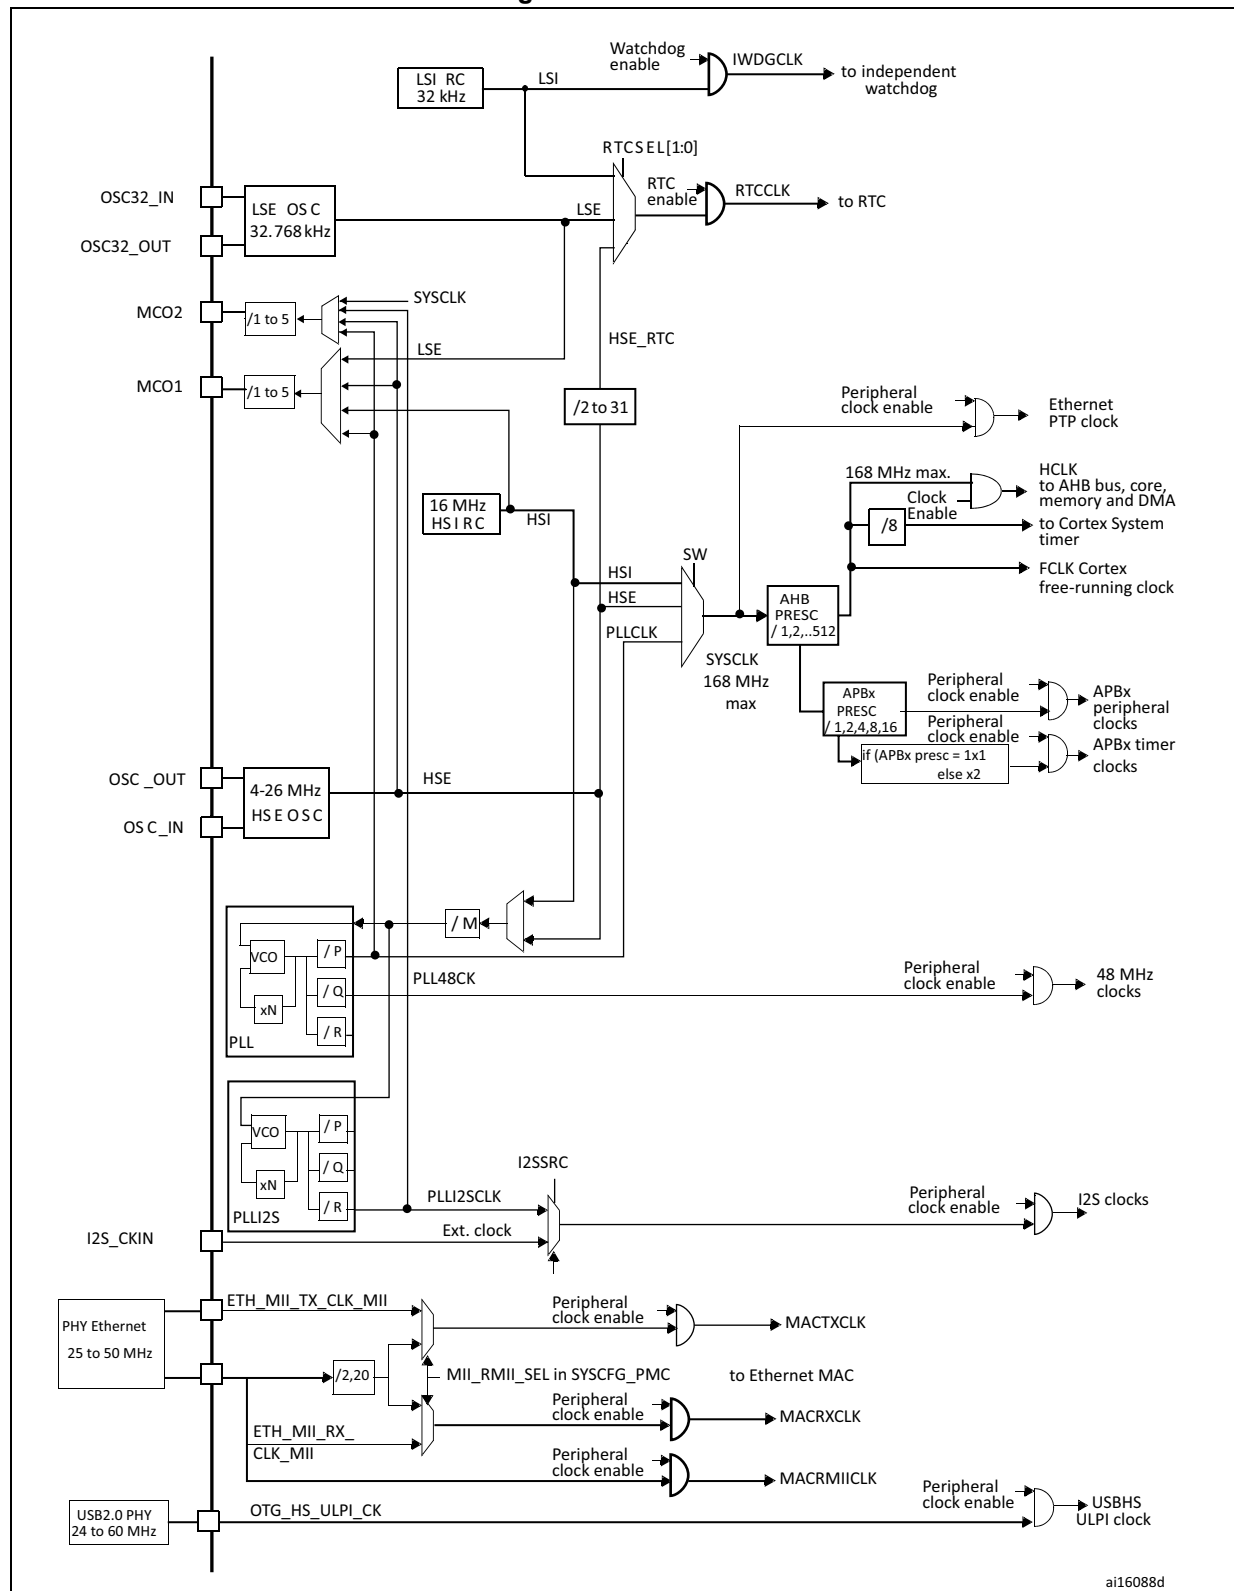 Watchdog
enable
IWDGCLK
to independent
watchdog
LSI RC
32 kHz
LSI
RTCSEL[1:0]
OSC32_IN
OSC32_OUT
LSE OSC
32.768 kHz
LSE
RTC
enable
RTCCLK
to RTC
MCO2
/1 to 5
SYSCLK
LSE
HSE_RTC
MCO1
/1 to 5
/2 to 31
Peripheral
clock enable
Ethernet
PTP clock
16 MHz
HSI RC
HSI
168 MHz max.
Clock
Enable
HCLK
to AHB bus, core,
memory and DMA
/8
to Cortex System
timer
FCLK Cortex
free-running clock
SW
HSI
HSE
PLLCLK
SYSCLK
168 MHz
max
AHB
PRESC
/ 1,2,..512
APBx
PRESC
/ 1,2,4,8,16
Peripheral
clock enable
APBx
peripheral
clocks
if (APBx presc = 1x1
else x2
Peripheral
clock enable
APBx timer
clocks
OSC_OUT
OSC_IN
4-26 MHz
HSE OSC
HSE
/ M
VCO
xN
/ P
/ Q
/ R
PLL
PLL48CK
Peripheral
clock enable
48 MHz
clocks
VCO
xN
/ P
/ Q
/ R
PLLI2S
I2SSRC
PLLI2SCLK
Ext. clock
I2S_CKIN
Peripheral
clock enable
I2S clocks
PHY Ethernet
25 to 50 MHz
ETH_MII_TX_CLK_MII
Peripheral
clock enable
MACTXCLK
/2,20
MII_RMII_SEL in SYSCFG_PMC
to Ethernet MAC
ETH_MII_RX_
CLK_MII
Peripheral
clock enable
MACRXCLK
Peripheral
clock enable
MACRMIICLK
USB2.0 PHY
24 to 60 MHz
OTG_HS_ULPI_CK
Peripheral
clock enable
USBHS
ULPI clock
ai16088d